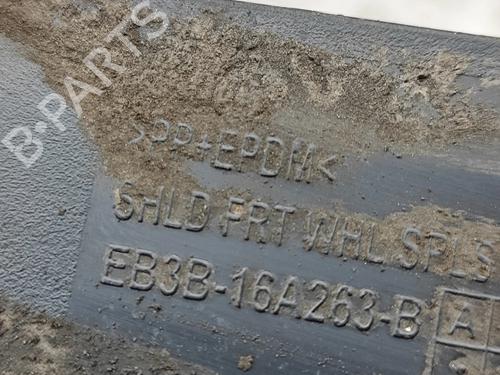 B-PARTS
>PP+EPDM<
SHLD FRT WHL SPLS
EB3B-16A263-B A